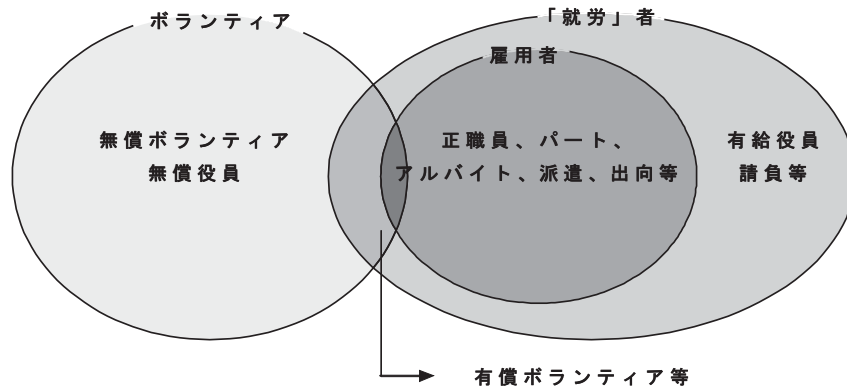 ボランティア
「就労」者
雇用者
無償ボランティア
無償役員
正職員、パート、
アルバイト、派遣、出向等
有給役員
請負等
有償ボランティア等